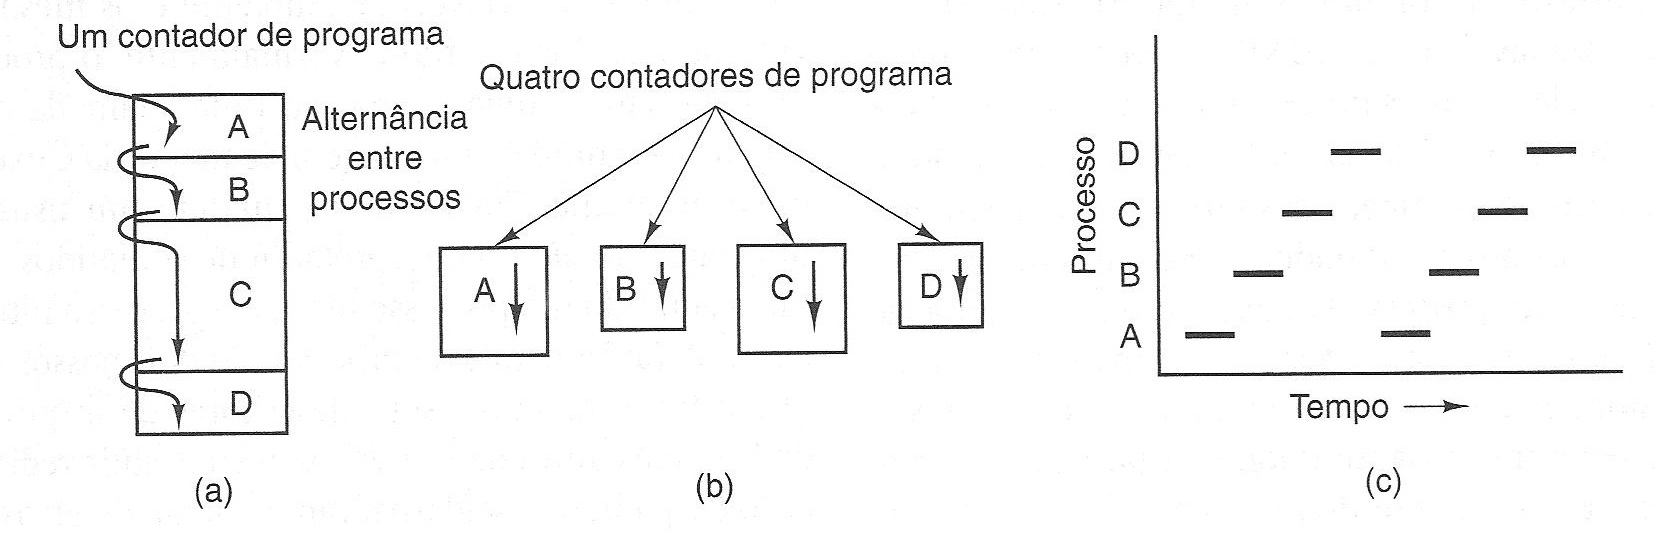 Um contador de programa
A
B
C
D
Alternância
entre
processos
(a)
Quatro contadores de programa
A
B
C
D
(b)
Processo
D
C
B
A
Tempo
(c)